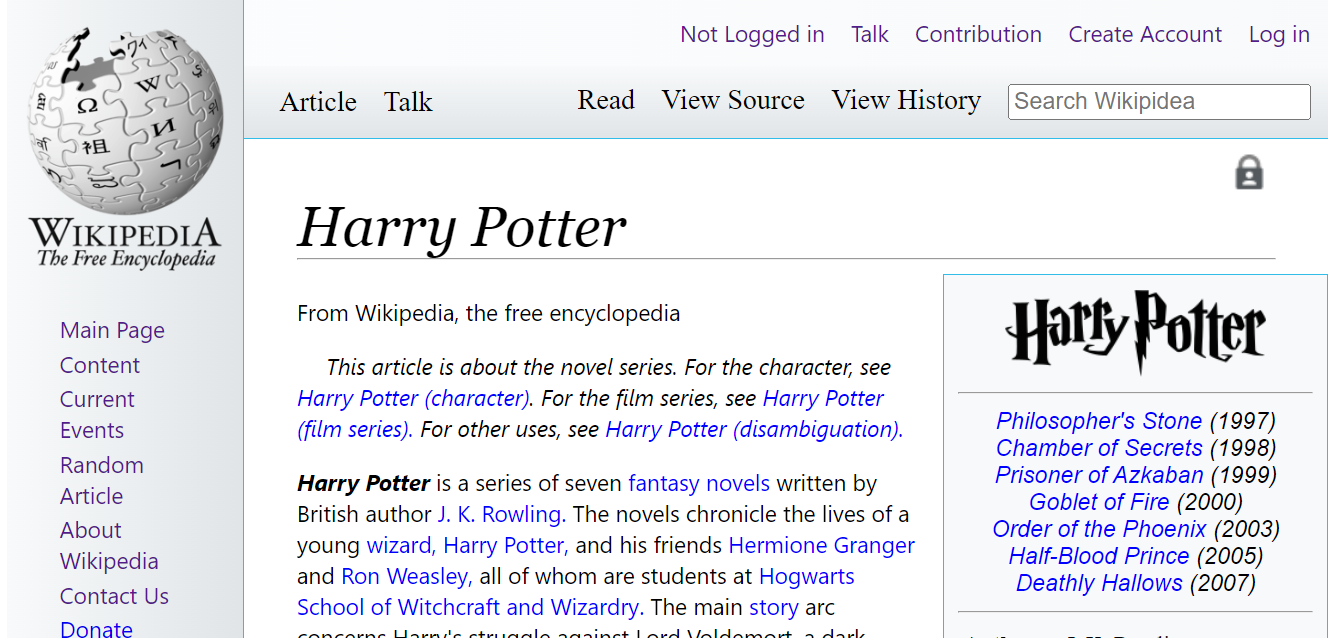 Not Logged in Talk Contribution Create Account Log in
Article Talk Read View Source View History Search Wikipidea
WIKIPEDIA
The Free Encyclopedia
Main Page
Content
Current
Events
Random
Article
About
Wikipedia
Contact Us
Donate
Harry Potter
From Wikipedia, the free encyclopedia
This article is about the novel series. For the character, see
Harry Potter (character). For the film series, see Harry Potter
(film series). For other uses, see Harry Potter (disambiguation).
Harry Potter is a series of seven fantasy novels written by
British author J. K. Rowling. The novels chronicle the lives of a
young wizard, Harry Potter, and his friends Hermione Granger
and Ron Weasley, all of whom are students at Hogwarts
School of Witchcraft and Wizardry. The main story arc
concerns Harry's struggle against Lord Voldemort, a dark
Harry Potter
Philosopher's Stone (1997)
Chamber of Secrets (1998)
Prisoner of Azkaban (1999)
Goblet of Fire (2000)
Order of the Phoenix (2003)
Half-Blood Prince (2005)
Deathly Hallows (2007)